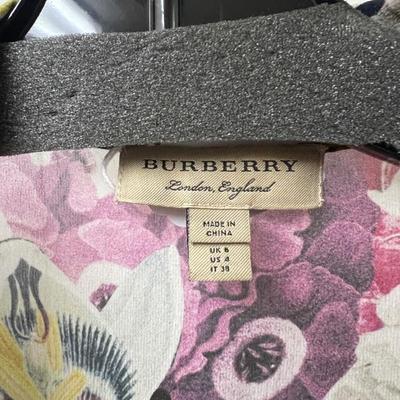 BURBERRY
London, England
MADE IN
CHINA
UK 6
US 4
IT 38